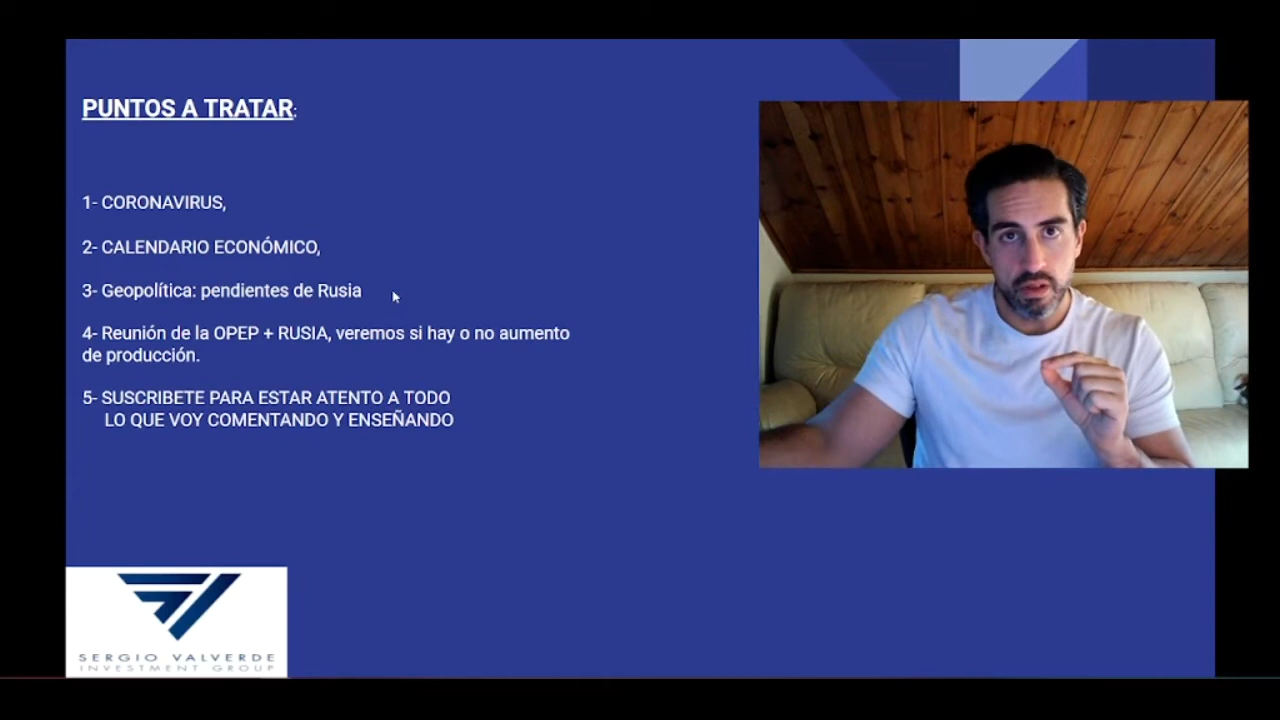 PUNTOS A TRATAR:
1- CORONAVIRUS,
2- CALENDARIO ECONÓMICO,
3- Geopolítica: pendientes de Rusia
4- Reunión de la OPEP + RUSIA, veremos si hay o no aumento
de producción.
5- SUSCRIBETE PARA ESTAR ATENTO A TODO
LO QUE VOY COMENTANDO Y ENSEÑANDO
SERGIO VALVERDE
INVESTMENT GROUP